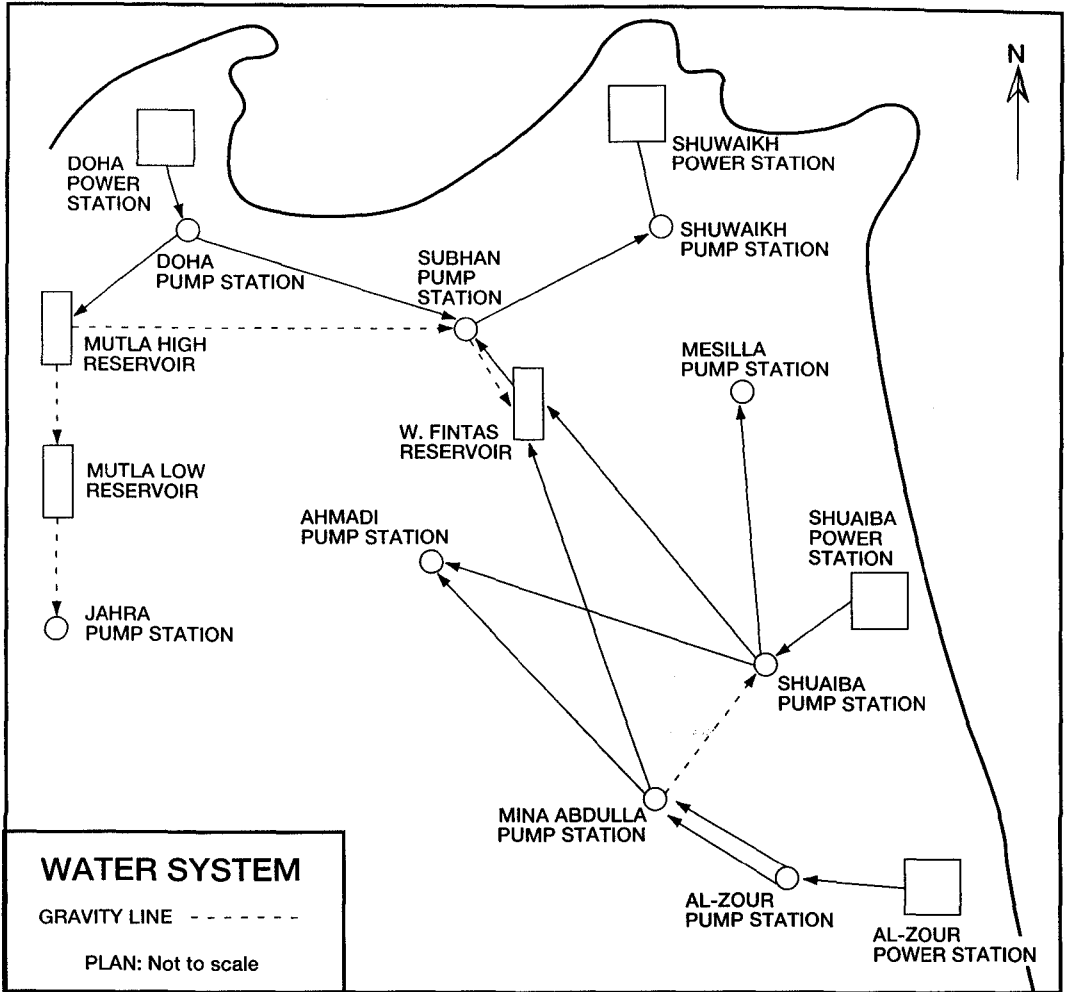 N
SHUWAIKH
POWER STATION
DOHA
POWER
STATION
SHUWAIKH
PUMP STATION
DOHA
PUMP STATION
SUBHAN
PUMP
STATION
MUTLA HIGH
RESERVOIR
MESILLA
PUMP STATION
W. FINTAS
RESERVOIR
MUTLA LOW
RESERVOIR
AHMADI
PUMP STATION
SHUAIBA
POWER
STATION
JAHRA
PUMP STATION
SHUAIBA
PUMP STATION
MINA ABDULLA
PUMP STATION
AL-ZOUR
PUMP STATION
AL-ZOUR
POWER STATION
WATER SYSTEM
GRAVITY LINE
PLAN: Not to scale